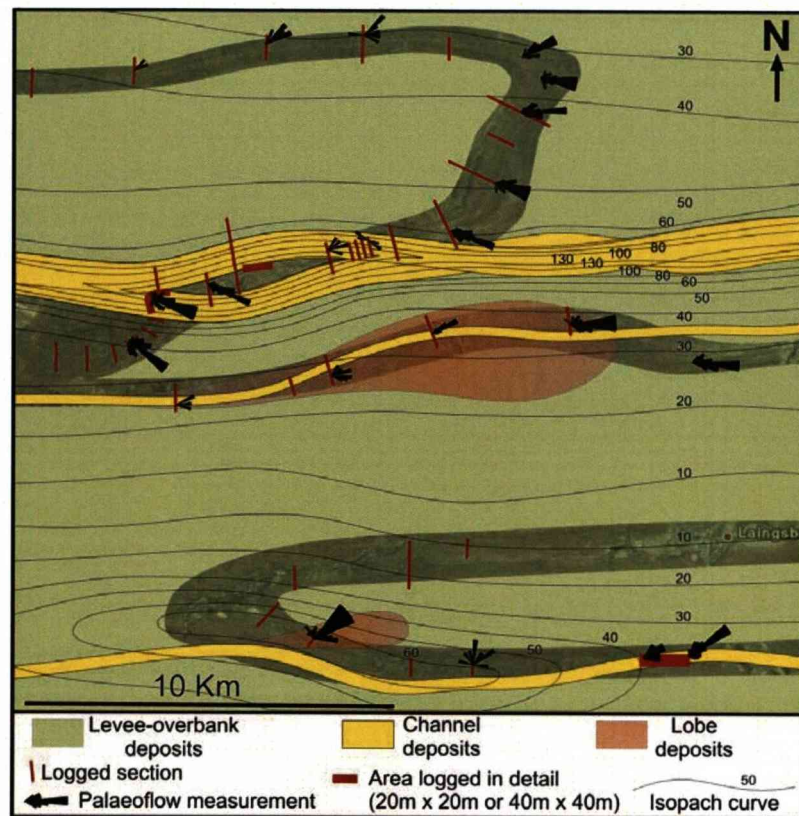 N
30
40
50
60
80
100
130
130
100
80
60
50
40
30
20
10
Laingsb
10
20
30
40
50
60
10 Km
Levee-overbank deposits
Channel deposits
Lobe deposits
Logged section
Area logged in detail
(20m x 20m or 40m x 40m)
Palaeoflow measurement
50
Isopach curve